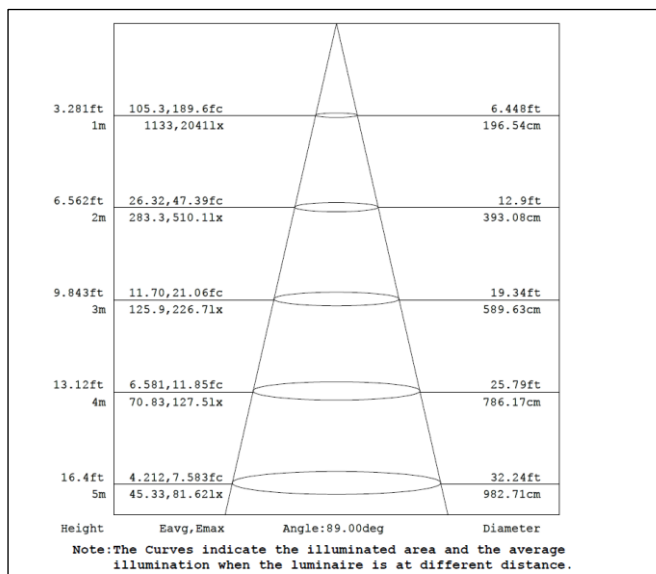 3.281ft 105.3,189.6fc 6.448ft
1m 1133,2041lx 196.54cm
6.562ft 26.32,47.39fc 12.9ft
2m 283.3,510.1lx 393.08cm
9.843ft 11.70,21.06fc 19.34ft
3m 125.9,226.7lx 589.63cm
13.12ft 6.581,11.85fc 25.79ft
4m 70.83,127.5lx 786.17cm
16.4ft 4.212,7.583fc 32.24ft
5m 45.33,81.62lx 982.71cm
Height Eavg,Emax Angle:89.00deg Diameter
Note:The Curves indicate the illuminated area and the average
illumination when the luminaire is at different distance.